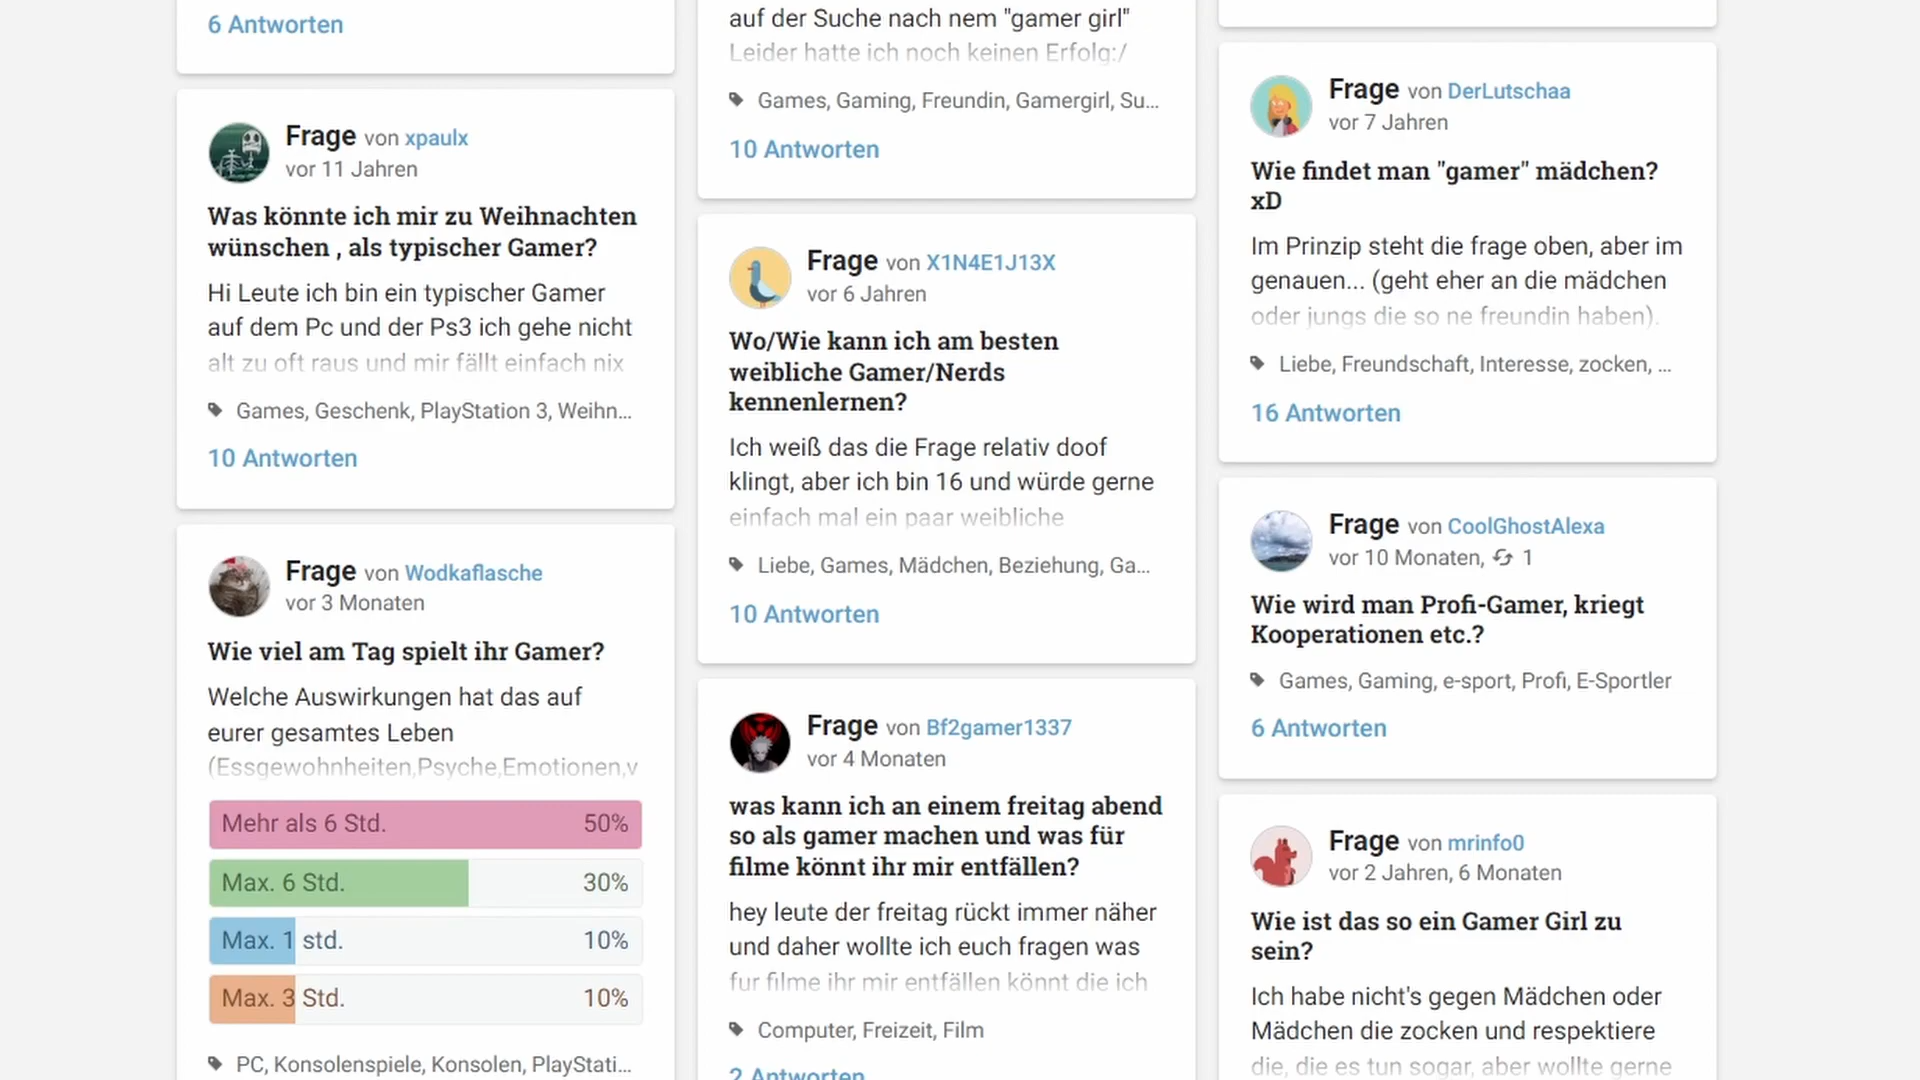 6 Antworten
Frage von xpaulx
vor 11 Jahren
Was könnte ich mir zu Weihnachten
wünschen , als typischer Gamer?
Hi Leute ich bin ein typischer Gamer
auf dem Pc und der Ps3 ich gehe nicht
alt zu oft raus und mir fällt einfach nix
Games, Geschenk, PlayStation 3, Weihn...
10 Antworten
Frage von Wodkaflasche
vor 3 Monaten
Wie viel am Tag spielt ihr Gamer?
Welche Auswirkungen hat das auf
eurer gesamtes Leben
(Essgewohnheiten,Psyche,Emotionen,v
Mehr als 6 Std. 50%
Max. 6 Std. 30%
Max. 1 std. 10%
Max. 3 Std. 10%
PC, Konsolenspiele, Konsolen, PlayStati...
auf der Suche nach nem "gamer girl"
Leider hatte ich noch keinen Erfolg:/
Games, Gaming, Freundin, Gamergirl, Su...
10 Antworten
Frage von X1N4E1J13X
vor 6 Jahren
Wo/Wie kann ich am besten
weibliche Gamer/Nerds
kennenlernen?
Ich weiß das die Frage relativ doof
klingt, aber ich bin 16 und würde gerne
einfach mal ein paar weibliche
Liebe, Games, Mädchen, Beziehung, Ga...
10 Antworten
Frage von Bf2gamer1337
vor 4 Monaten
was kann ich an einem freitag abend
so als gamer machen und was für
filme könnt ihr mir entfällen?
hey leute der freitag rückt immer näher
und daher wollte ich euch fragen was
fur filme ihr mir entfällen könnt die ich
Computer, Freizeit, Film
2 Antworten
Frage von DerLutschaa
vor 7 Jahren
Wie findet man "gamer" mädchen?
xD
Im Prinzip steht die frage oben, aber im
genauen... (geht eher an die mädchen
oder jungs die so ne freundin haben).
Liebe, Freundschaft, Interesse, zocken, ...
16 Antworten
Frage von CoolGhostAlexa
vor 10 Monaten, 1
Wie wird man Profi-Gamer, kriegt
Kooperationen etc.?
Games, Gaming, e-sport, Profi, E-Sportler
6 Antworten
Frage von mrinfo0
vor 2 Jahren, 6 Monaten
Wie ist das so ein Gamer Girl zu
sein?
Ich habe nicht's gegen Mädchen oder
Mädchen die zocken und respektiere
die, die es tun sogar, aber wollte gerne